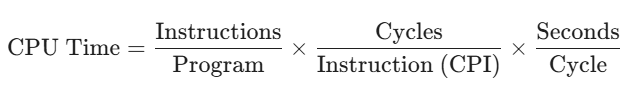 CPU Time = Instructions / Program × Cycles / Instruction (CPI) × Seconds / Cycle